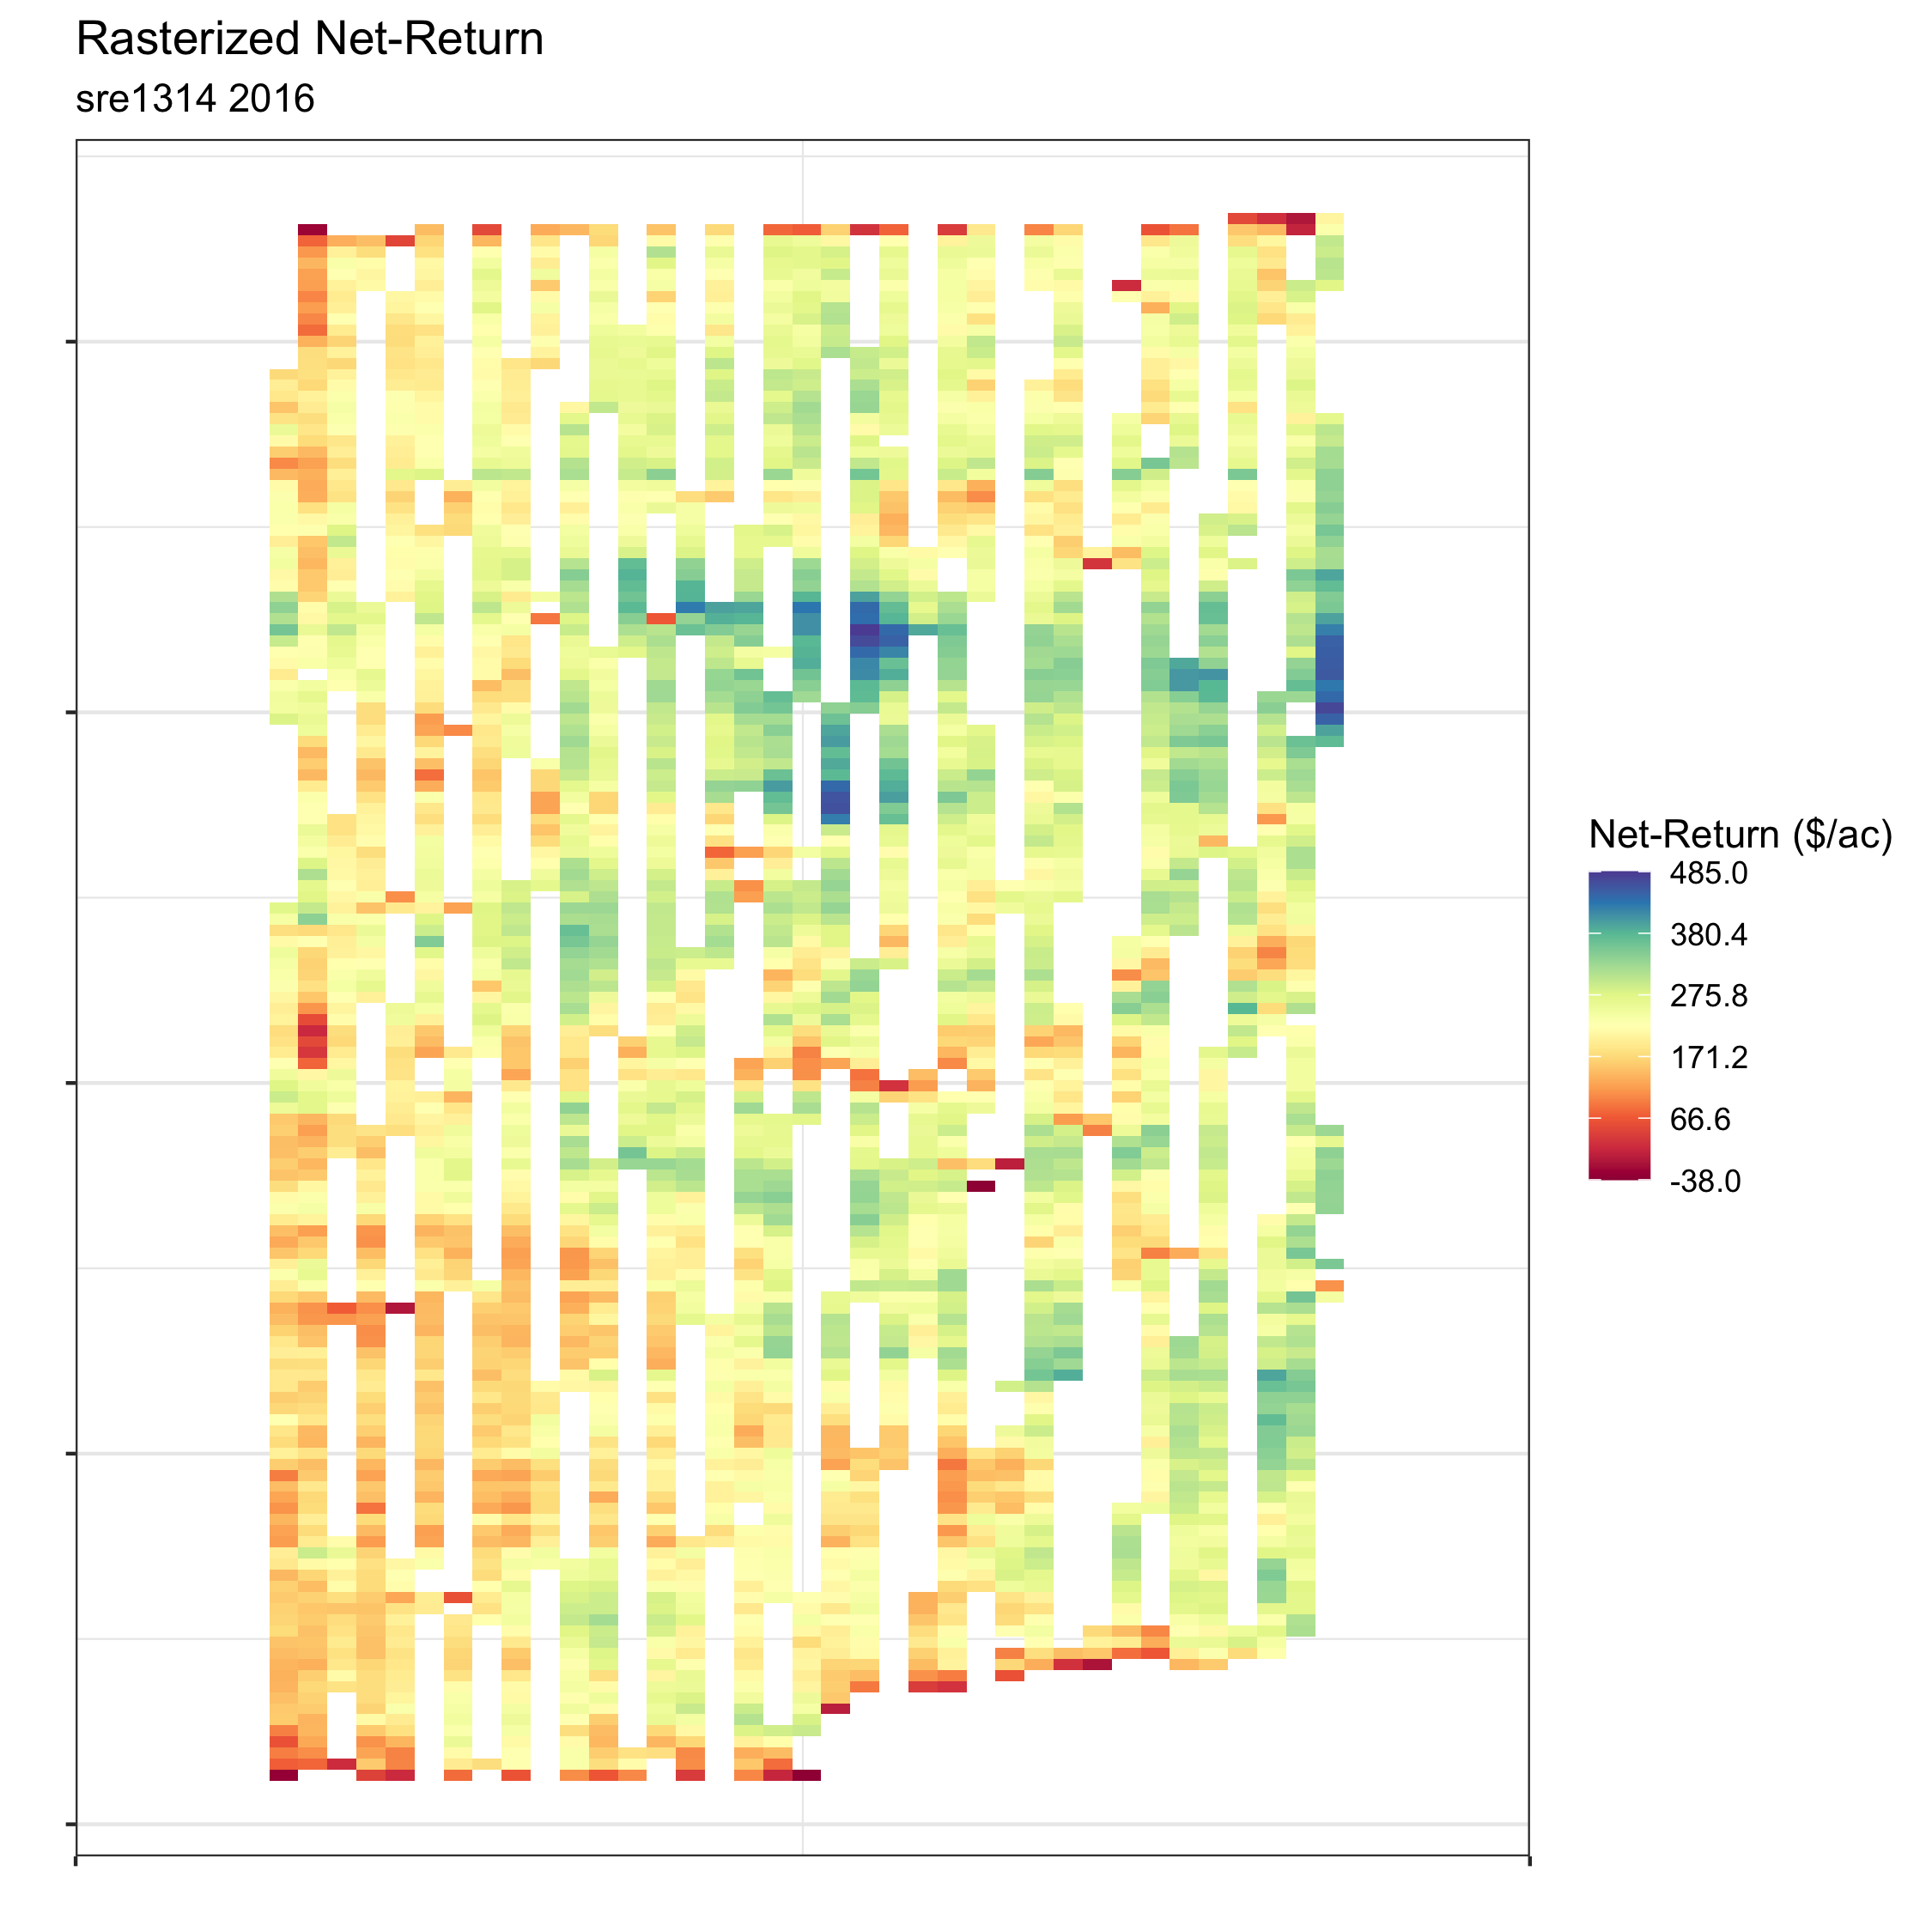 Rasterized Net-Return
sre1314 2016
Net-Return ($/ac)
485.0
380.4
275.8
171.2
66.6
-38.0